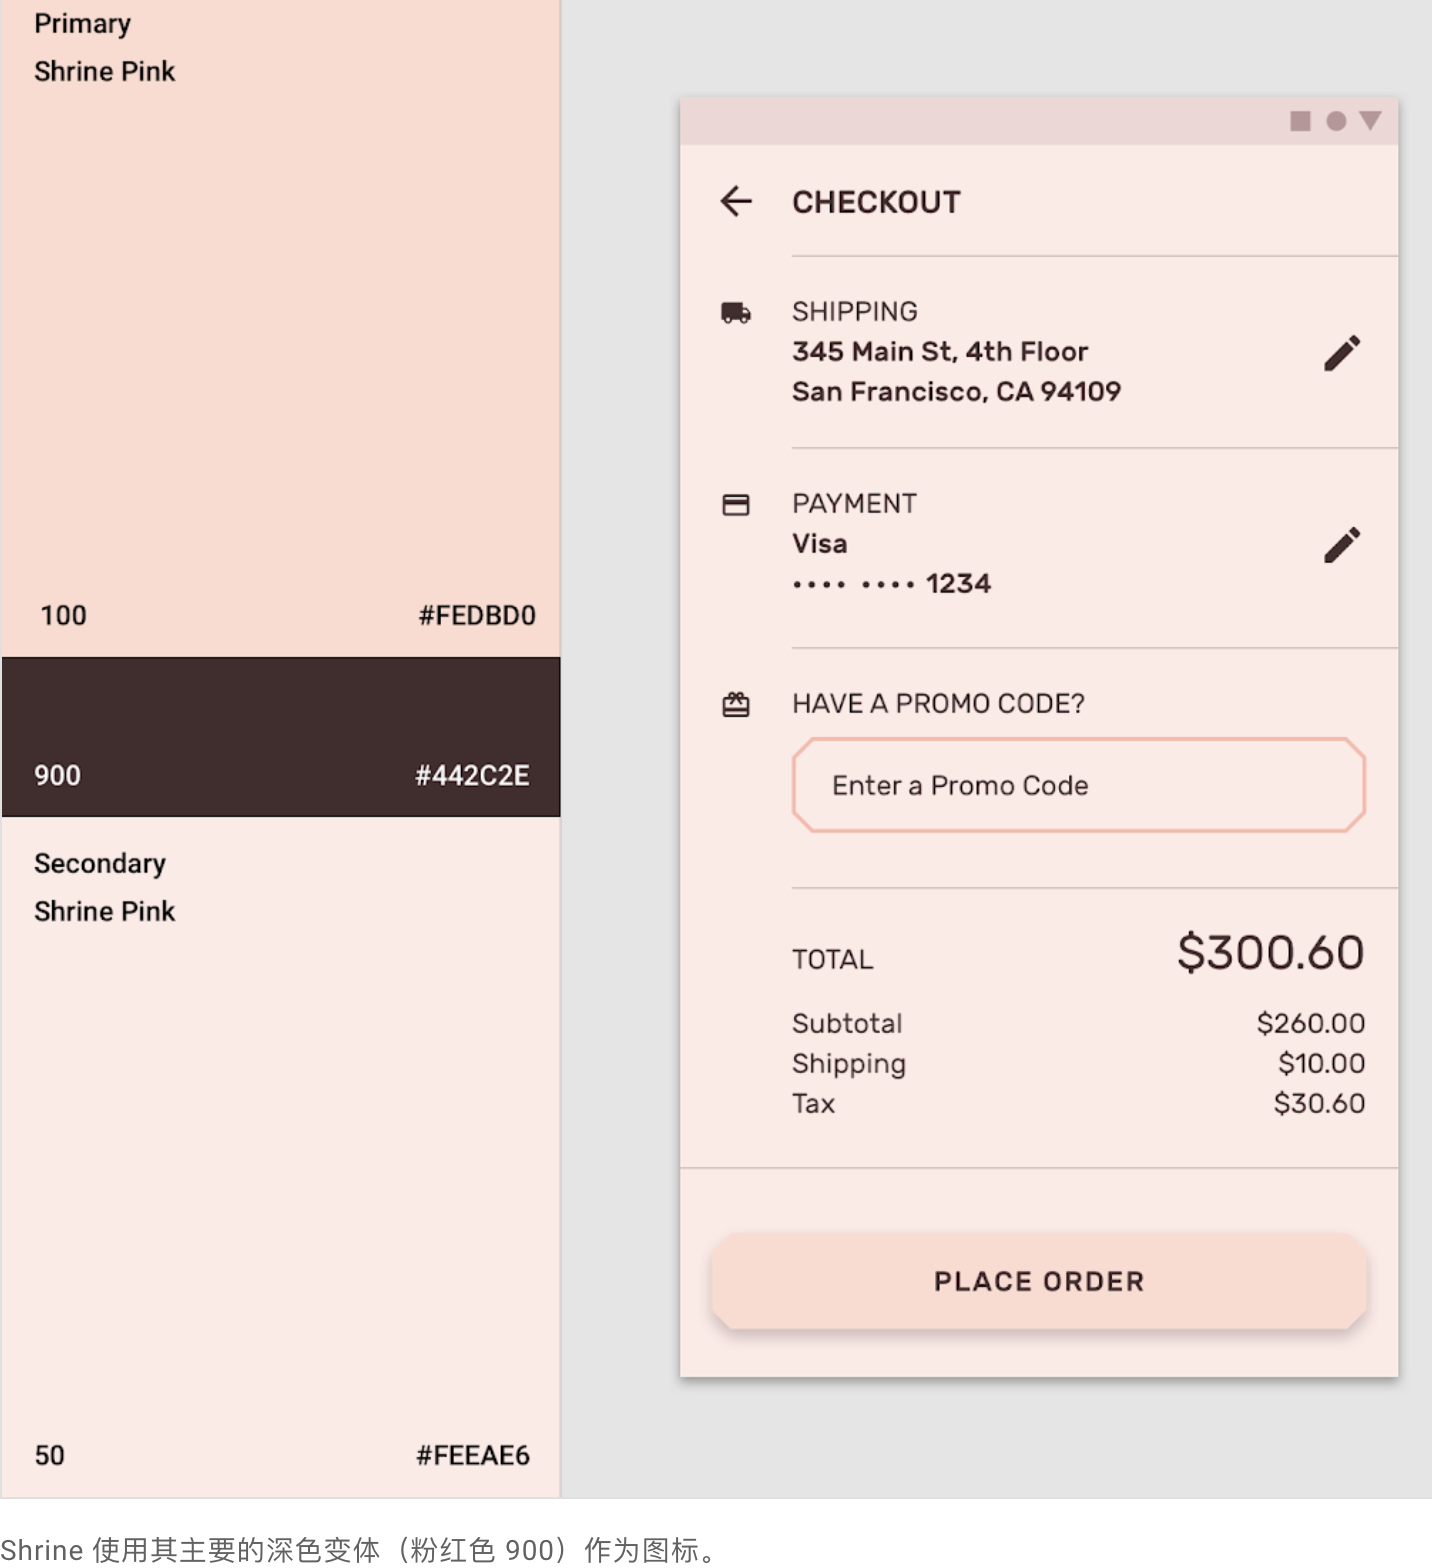 Primary
Shrine Pink
100 #FEDBD0
900 #442C2E
Secondary
Shrine Pink
50 #FEEAE6
CHECKOUT
SHIPPING
345 Main St, 4th Floor
San Francisco, CA 94109
PAYMENT
Visa
•••• •••• 1234
HAVE A PROMO CODE?
Enter a Promo Code
TOTAL $300.60
Subtotal $260.00
Shipping $10.00
Tax $30.60
PLACE ORDER
Shrine 使用其主要的深色变体（粉红色 900）作为图标。